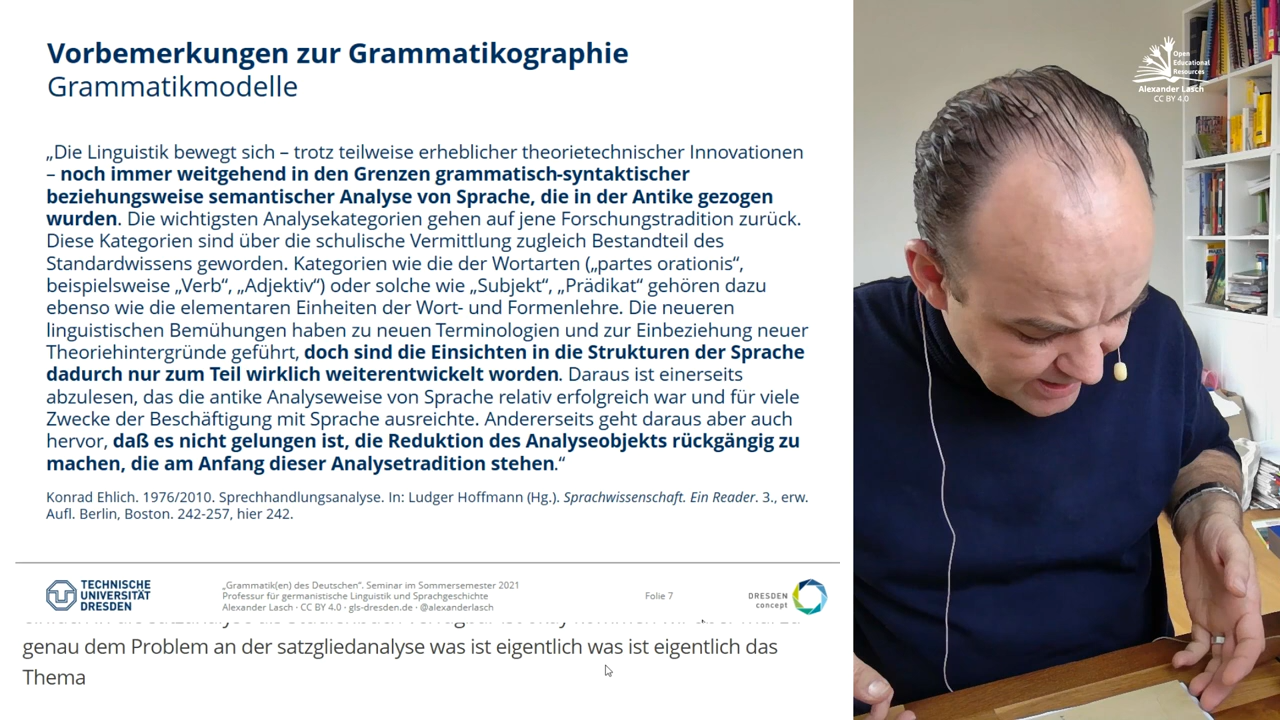 Vorbemerkungen zur Grammatikographie
Grammatikmodelle
„Die Linguistik bewegt sich – trotz teilweise erheblicher theorietechnischer Innovationen
– noch immer weitgehend in den Grenzen grammatisch-syntaktischer
beziehungsweise semantischer Analyse von Sprache, die in der Antike gezogen
wurden. Die wichtigsten Analysekategorien gehen auf jene Forschungstradition zurück.
Diese Kategorien sind über die schulische Vermittlung zugleich Bestandteil des
Standardwissens geworden. Kategorien wie die der Wortarten („partes orationis“,
beispielsweise „Verb“, „Adjektiv“) oder solche wie „Subjekt“, „Prädikat“ gehören dazu
ebenso wie die elementaren Einheiten der Wort- und Formenlehre. Die neueren
linguistischen Bemühungen haben zu neuen Terminologien und zur Einbeziehung neuer
Theoriehintergründe geführt, doch sind die Einsichten in die Strukturen der Sprache
dadurch nur zum Teil wirklich weiterentwickelt worden. Daraus ist einerseits
abzulesen, das die antike Analyseweise von Sprache relativ erfolgreich war und für viele
Zwecke der Beschäftigung mit Sprache ausreichte. Andererseits geht daraus aber auch
hervor, daß es nicht gelungen ist, die Reduktion des Analyseobjekts rückgängig zu
machen, die am Anfang dieser Analysetradition stehen.“
Konrad Ehlich. 1976/2010. Sprechhandlungsanalyse. In: Ludger Hoffmann (Hg.). Sprachwissenschaft. Ein Reader. 3., erw.
Aufl. Berlin, Boston. 242-257, hier 242.
TECHNISCHE
UNIVERSITÄT
DRESDEN
„Grammatik(en) des Deutschen“. Seminar im Sommersemester 2021
Professur für germanistische Linguistik und Sprachgeschichte
Alexander Lasch · CC BY 4.0 · gls-dresden.de · @alexanderlasch
Folie 7
DRESDEN
concept
genau dem Problem an der satzgliedanalyse was ist eigentlich was ist eigentlich das
Thema
Open
Educational
Resources
Alexander Lasch
CC BY 4.0